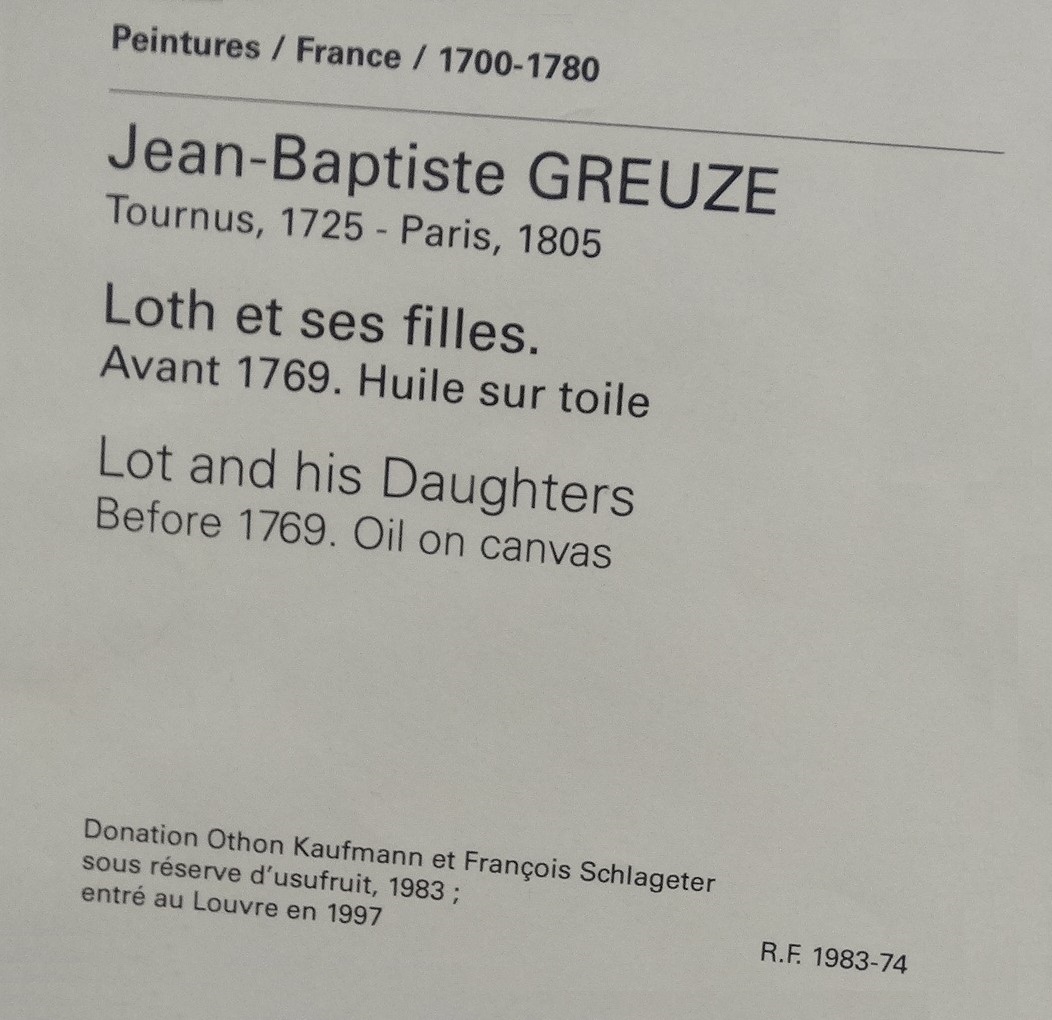 Peintures / France / 1700-1780
Jean-Baptiste GREUZE
Tournus, 1725 - Paris, 1805
Loth et ses filles.
Avant 1769. Huile sur toile
Lot and his Daughters
Before 1769. Oil on canvas
Donation Othon Kaufmann et François Schlageter
sous réserve d'usufruit, 1983 ;
entré au Louvre en 1997
R.F. 1983-74